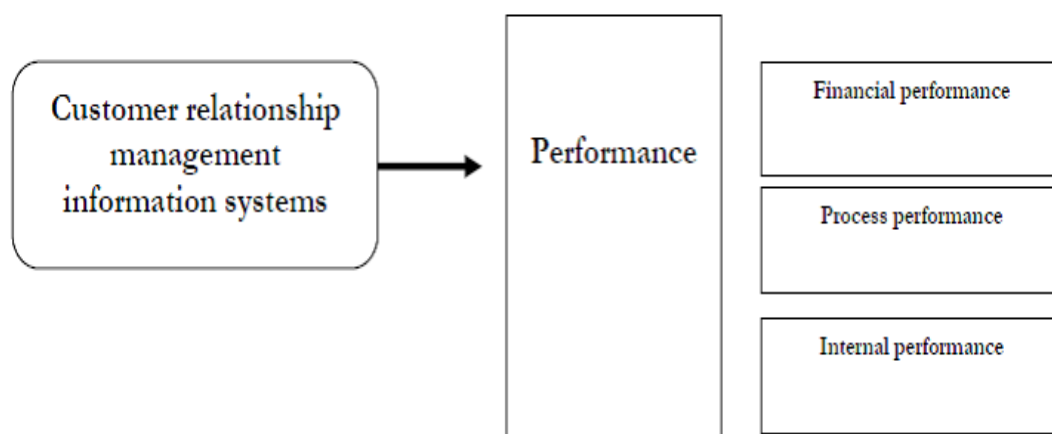 Customer relationship
management
information systems
Performance
Financial performance
Process performance
Internal performance